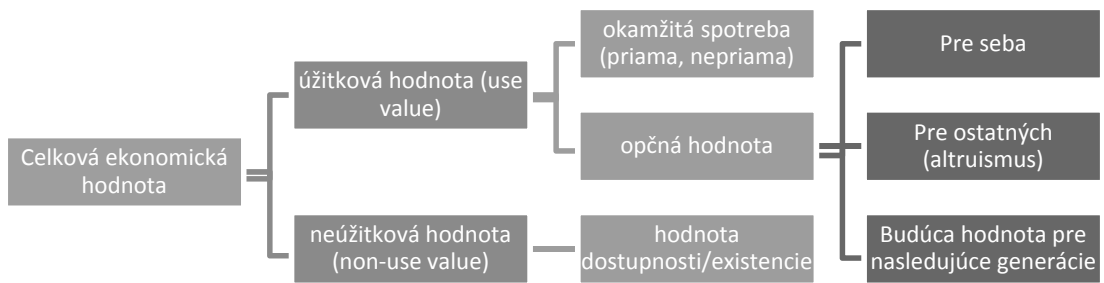 Celková ekonomická
hodnota
úžitková hodnota (use
value)
neúžitková hodnota
(non-use value)
okamžitá spotreba
(priama, nepriama)
opčná hodnota
hodnota
dostupnosti/existencie
Pre seba
Pre ostatných
(altruismus)
Budúca hodnota pre
nasledujúce generácie